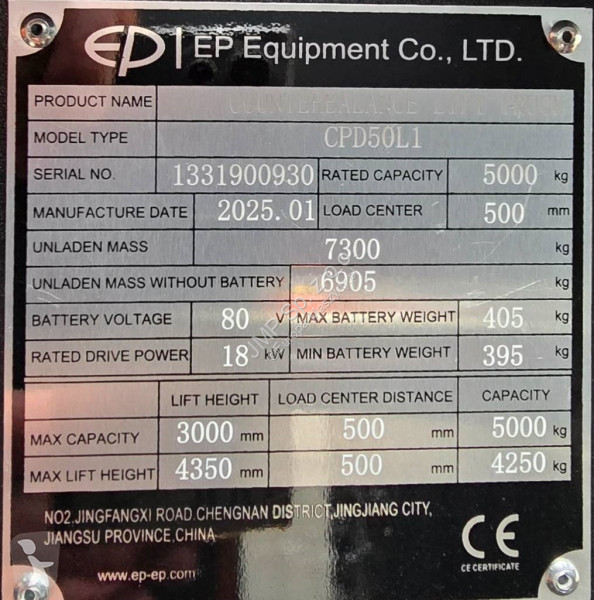 EP EP Equipment Co., LTD.
PRODUCT NAME COUNTERBALANCE LIFT TRUCK
MODEL TYPE CPD50L1
SERIAL NO. 1331900930 RATED CAPACITY 5000 kg
MANUFACTURE DATE 2025.01 LOAD CENTER 500 mm
UNLADEN MASS 7300 kg
UNLADEN MASS WITHOUT BATTERY 6905 kg
BATTERY VOLTAGE 80 V MAX BATTERY WEIGHT 405 kg
RATED DRIVE POWER 18 kW MIN BATTERY WEIGHT 395 kg
LIFT HEIGHT LOAD CENTER DISTANCE CAPACITY
MAX CAPACITY 3000 mm 500 mm 5000 kg
MAX LIFT HEIGHT 4350 mm 500 mm 4250 kg
NO2.JINGFANGXI ROAD.CHENGNAN DISTRICT,JINGJIANG CITY,
JIANGSU PROVINCE,CHINA
www.ep-ep.com
CE
CE CERTIFICATE